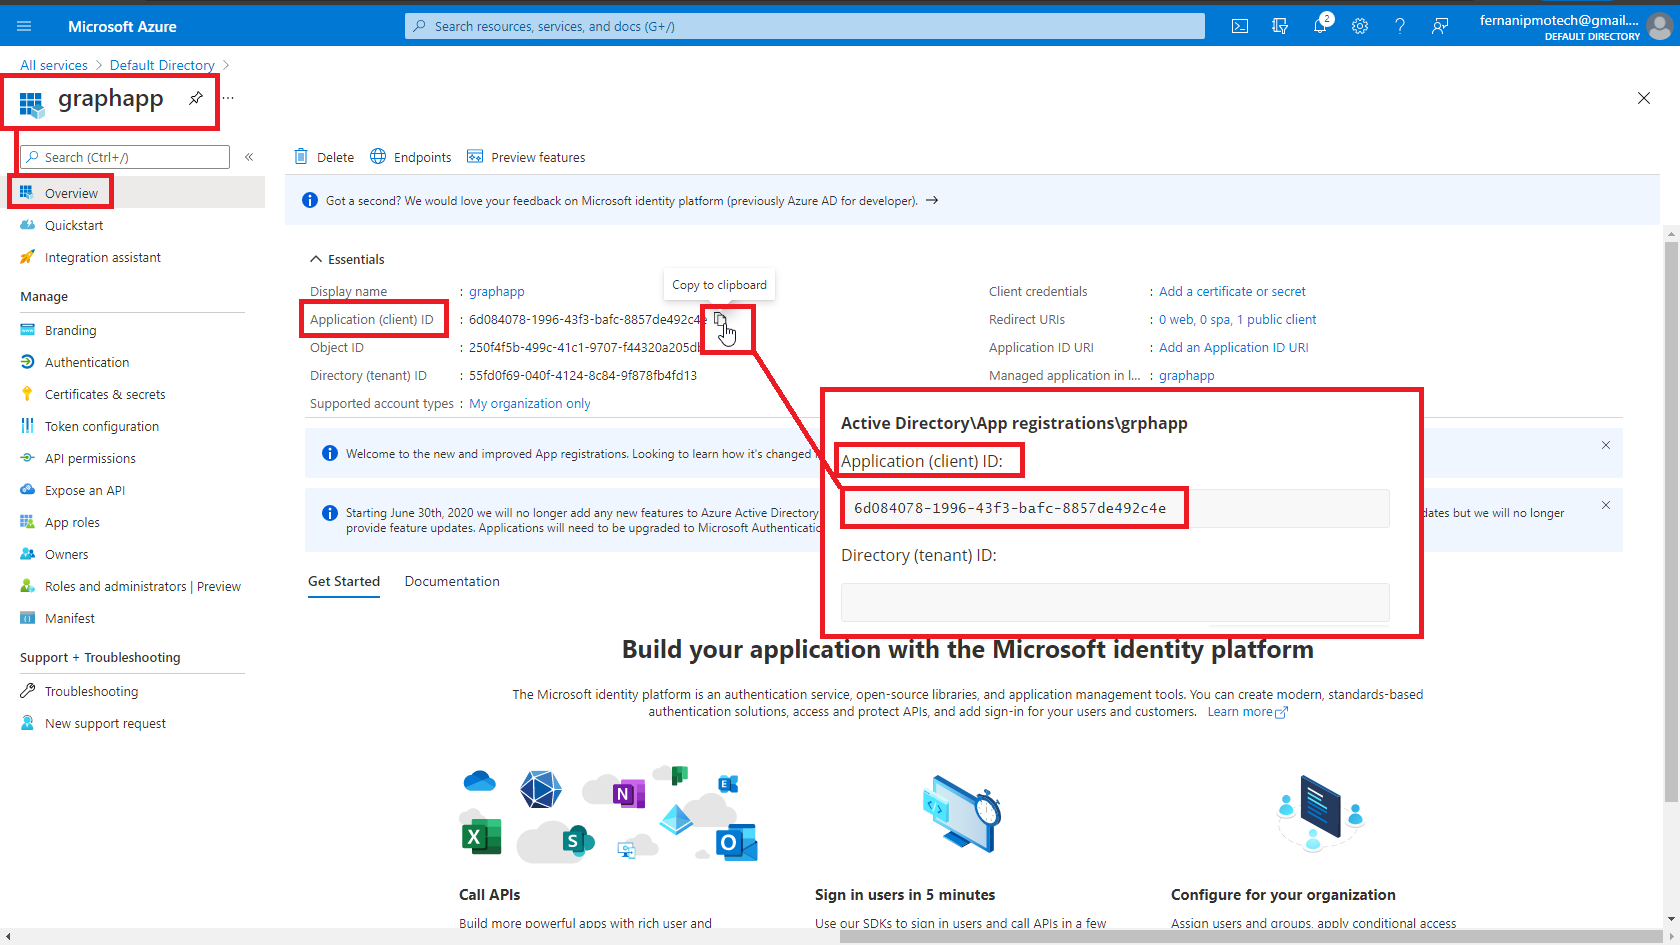 Microsoft Azure
Search resources, services, and docs (G+/)
2
fernanipmotech@gmail....
DEFAULT DIRECTORY
All services > Default Directory >
graphapp
...
Search (Ctrl+/)
«
Overview
Quickstart
Integration assistant
Manage
Branding
Authentication
Certificates & secrets
Token configuration
API permissions
Expose an API
App roles
Owners
Roles and administrators | Preview
Manifest
Support + Troubleshooting
Troubleshooting
New support request
Delete
Endpoints
Preview features
Got a second? We would love your feedback on Microsoft identity platform (previously Azure AD for developer). →
Essentials
Copy to clipboard
Display name : graphapp
Application (client) ID : 6d084078-1996-43f3-bafc-8857de492c4e
Object ID : 250f4f5b-499c-41c1-9707-f44320a205db
Directory (tenant) ID : 55fd0f69-040f-4124-8c84-9f878fb4fd13
Supported account types : My organization only
Client credentials : Add a certificate or secret
Redirect URIs : 0 web, 0 spa, 1 public client
Application ID URI : Add an Application ID URI
Managed application in l... : graphapp
Welcome to the new and improved App registrations. Looking to learn how it's changed
Starting June 30th, 2020 we will no longer add any new features to Azure Active Directory
dates but we will no longer
provide feature updates. Applications will need to be upgraded to Microsoft Authentication
Active Directory\App registrations\grphapp
Application (client) ID:
6d084078-1996-43f3-bafc-8857de492c4e
Directory (tenant) ID:
Get Started
Documentation
Build your application with the Microsoft identity platform
The Microsoft identity platform is an authentication service, open-source libraries, and application management tools. You can create modern, standards-based
authentication solutions, access and protect APIs, and add sign-in for your users and customers. Learn more
N
E
X
S
O
Call APIs
Build more powerful apps with rich user and
Sign in users in 5 minutes
Use our SDKs to sign in users and call APIs in a few
Configure for your organization
Assign users and groups, apply conditional access